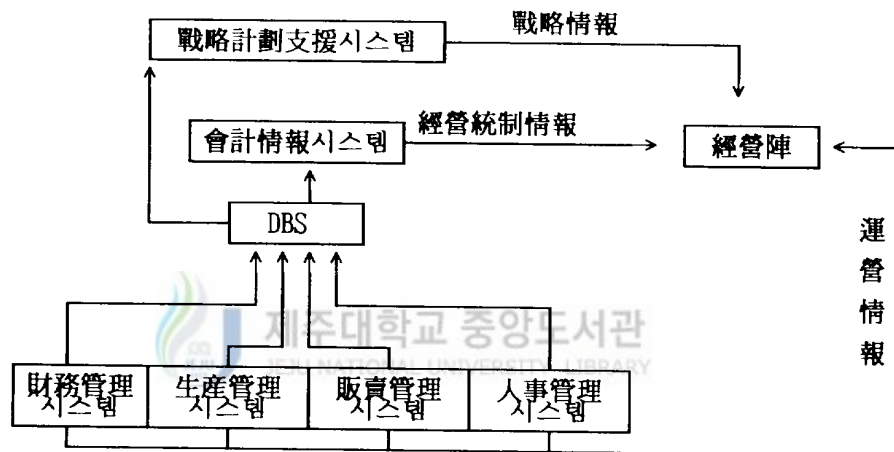 戰略計劃支援시스템
戰略情報
會計情報시스템
經營統制情報
經營陣
DBS
運營情報
제주대학교 중앙도서관
JEJU NATIONAL UNIVERSITY LIBRARY
財務管理
시스템
生産管理
시스템
販賣管理
시스템
人事管理
시스템